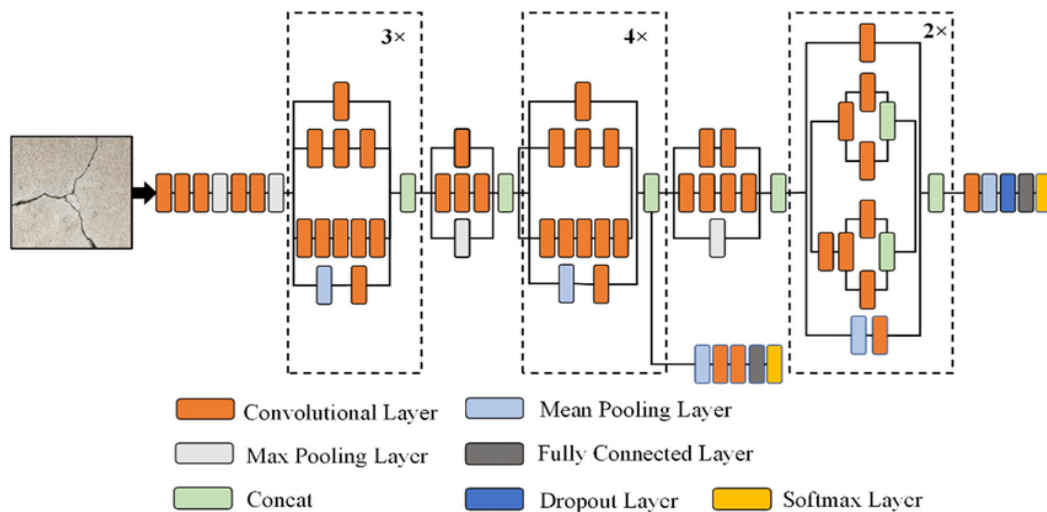 3×
4×
2×
Convolutional Layer
Mean Pooling Layer
Max Pooling Layer
Fully Connected Layer
Concat
Dropout Layer
Softmax Layer